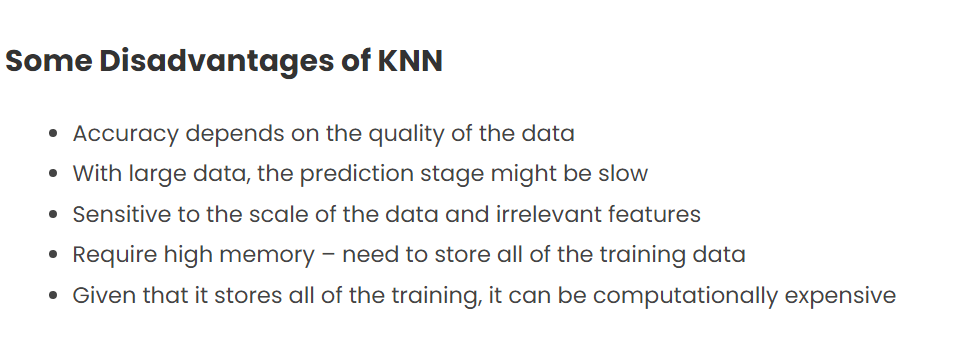 Some Disadvantages of KNN
• Accuracy depends on the quality of the data
• With large data, the prediction stage might be slow
• Sensitive to the scale of the data and irrelevant features
• Require high memory – need to store all of the training data
• Given that it stores all of the training, it can be computationally expensive